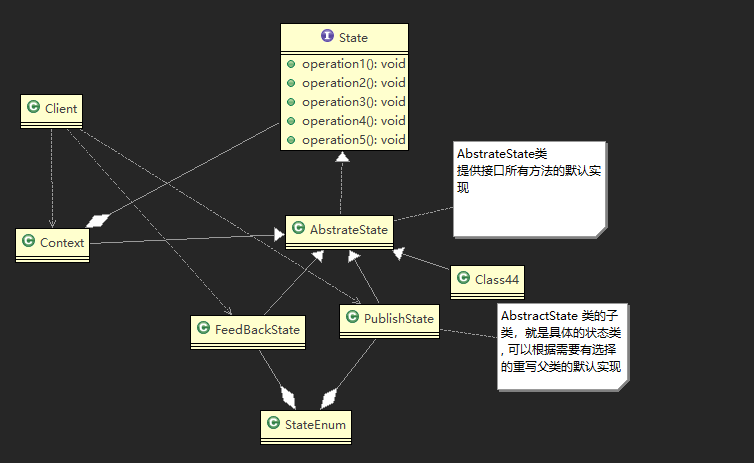 State
operation1(): void
operation2(): void
operation3(): void
operation4(): void
operation5(): void
Client
AbstrateState类
提供接口所有方法的默认实
现
AbstrateState
Context
Class44
FeedBackState
PublishState
AbstractState 类的子
类，就是具体的状态类
, 可以根据需要有选择
的重写父类的默认实现
StateEnum